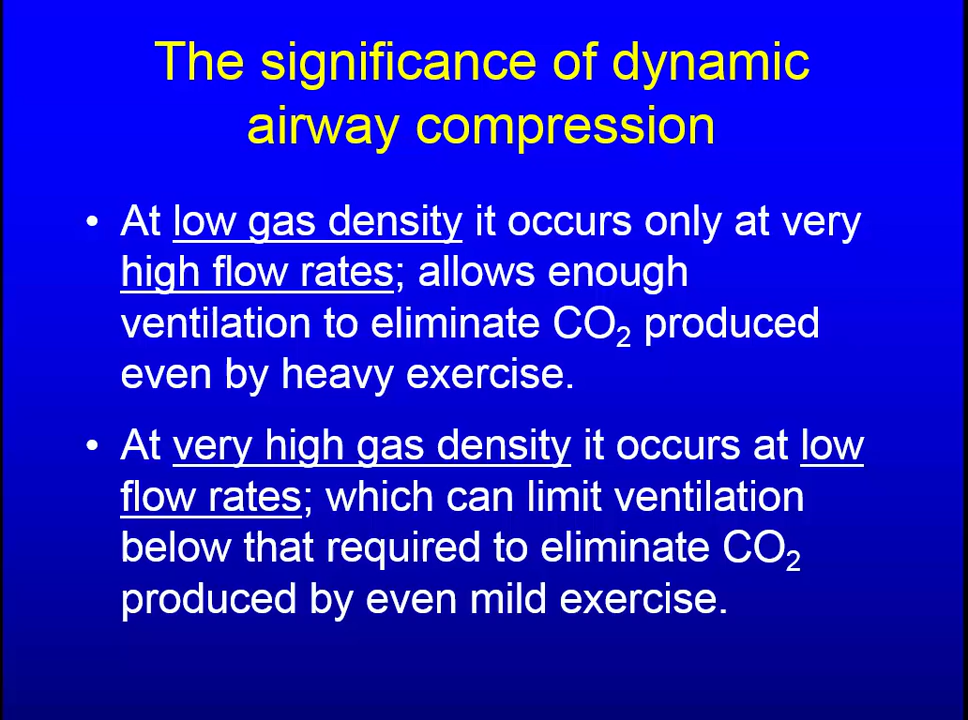 The significance of dynamic
airway compression
• At low gas density it occurs only at very
high flow rates; allows enough
ventilation to eliminate CO₂ produced
even by heavy exercise.
• At very high gas density it occurs at low
flow rates; which can limit ventilation
below that required to eliminate CO₂
produced by even mild exercise.